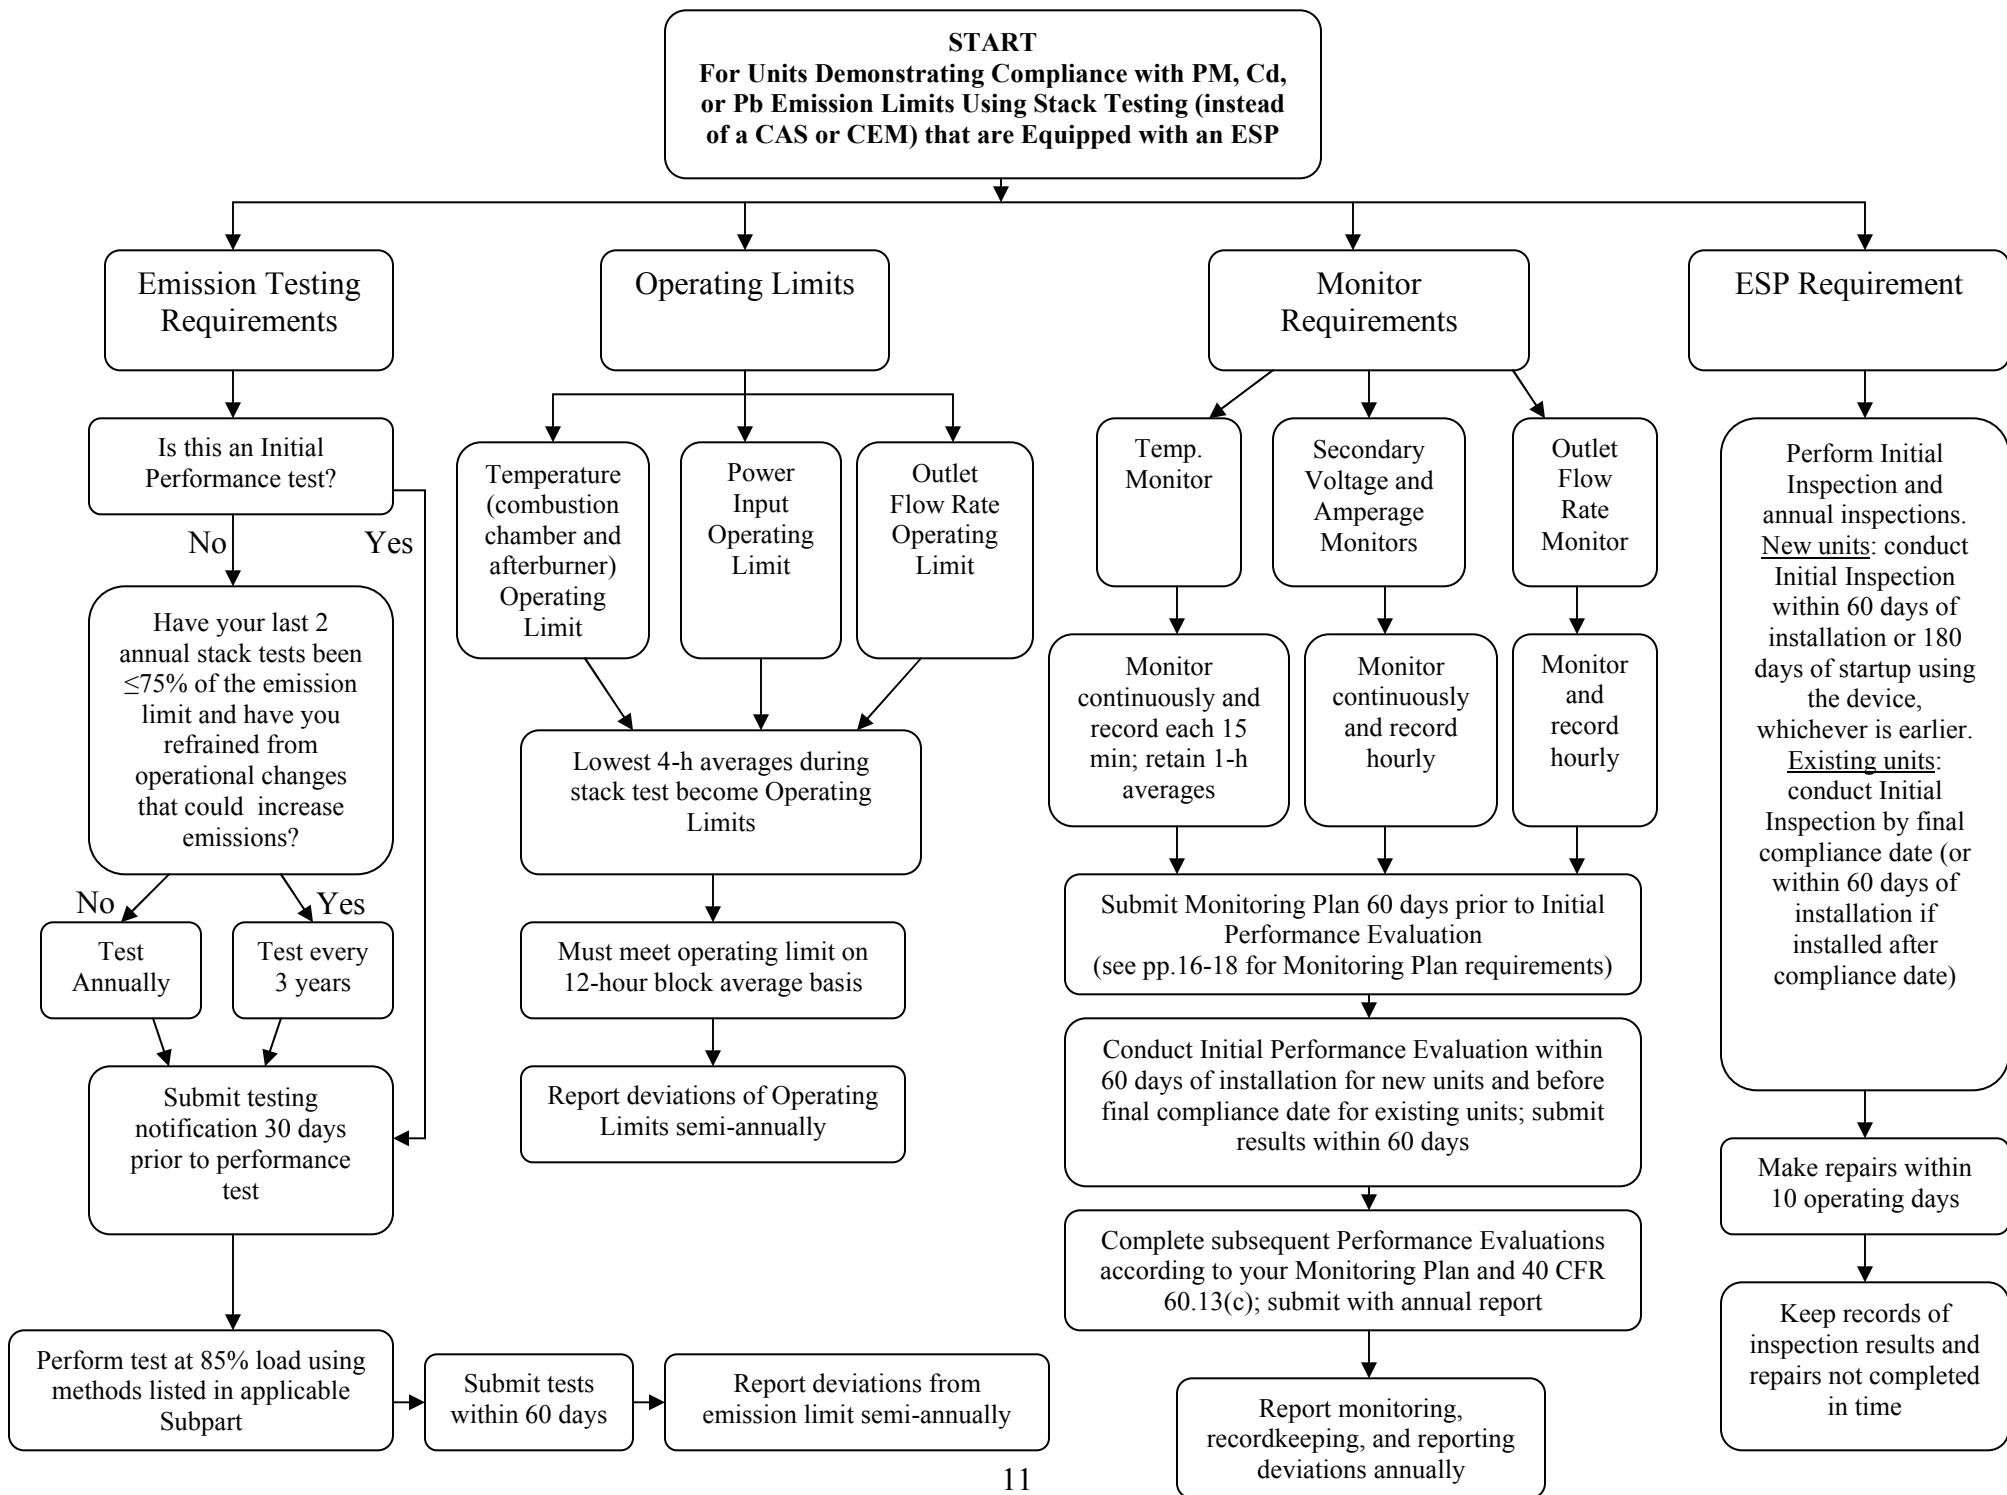 START
For Units Demonstrating Compliance with PM, Cd,
or Pb Emission Limits Using Stack Testing (instead
of a CAS or CEM) that are Equipped with an ESP
Emission Testing
Requirements
Is this an Initial
Performance test?
No
Yes
Have your last 2
annual stack tests been
≤75% of the emission
limit and have you
refrained from
operational changes
that could increase
emissions?
No
Yes
Test
Annually
Test every
3 years
Submit testing
notification 30 days
prior to performance
test
Perform test at 85% load using
methods listed in applicable
Subpart
Submit tests
within 60 days
Report deviations from
emission limit semi-annually
Operating Limits
Temperature
(combustion
chamber and
afterburner)
Operating
Limit
Power
Input
Operating
Limit
Outlet
Flow Rate
Operating
Limit
Lowest 4-h averages during
stack test become Operating
Limits
Must meet operating limit on
12-hour block average basis
Report deviations of Operating
Limits semi-annually
Monitor
Requirements
Temp.
Monitor
Secondary
Voltage and
Amperage
Monitors
Outlet
Flow
Rate
Monitor
Monitor
continuously and
record each 15
min; retain 1-h
averages
Monitor
continuously
and record
hourly
Monitor
and
record
hourly
Submit Monitoring Plan 60 days prior to Initial
Performance Evaluation
(see pp.16-18 for Monitoring Plan requirements)
Conduct Initial Performance Evaluation within
60 days of installation for new units and before
final compliance date for existing units; submit
results within 60 days
Complete subsequent Performance Evaluations
according to your Monitoring Plan and 40 CFR
60.13(c); submit with annual report
Report monitoring,
recordkeeping, and reporting
deviations annually
ESP Requirement
Perform Initial
Inspection and
annual inspections.
New units: conduct
Initial Inspection
within 60 days of
installation or 180
days of startup using
the device,
whichever is earlier.
Existing units:
conduct Initial
Inspection by final
compliance date (or
within 60 days of
installation if
installed after
compliance date)
Make repairs within
10 operating days
Keep records of
inspection results and
repairs not completed
in time
11